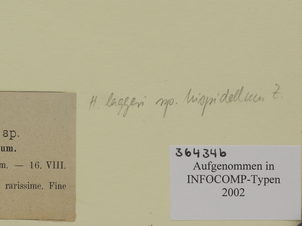 H. laggeri ssp. hispidellum Z.
sp.
um.
m. — 16. VIII.
rarissime, Fine
364346
Aufgenommen in
INFOCOMP-Typen
2002